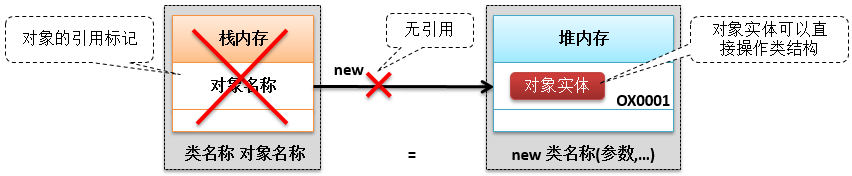 对象的引用标记
栈内存
对象名称
类名称 对象名称
无引用
new
=
堆内存
对象实体
OX0001
new 类名称(参数,...)
对象实体可以直
接操作类结构